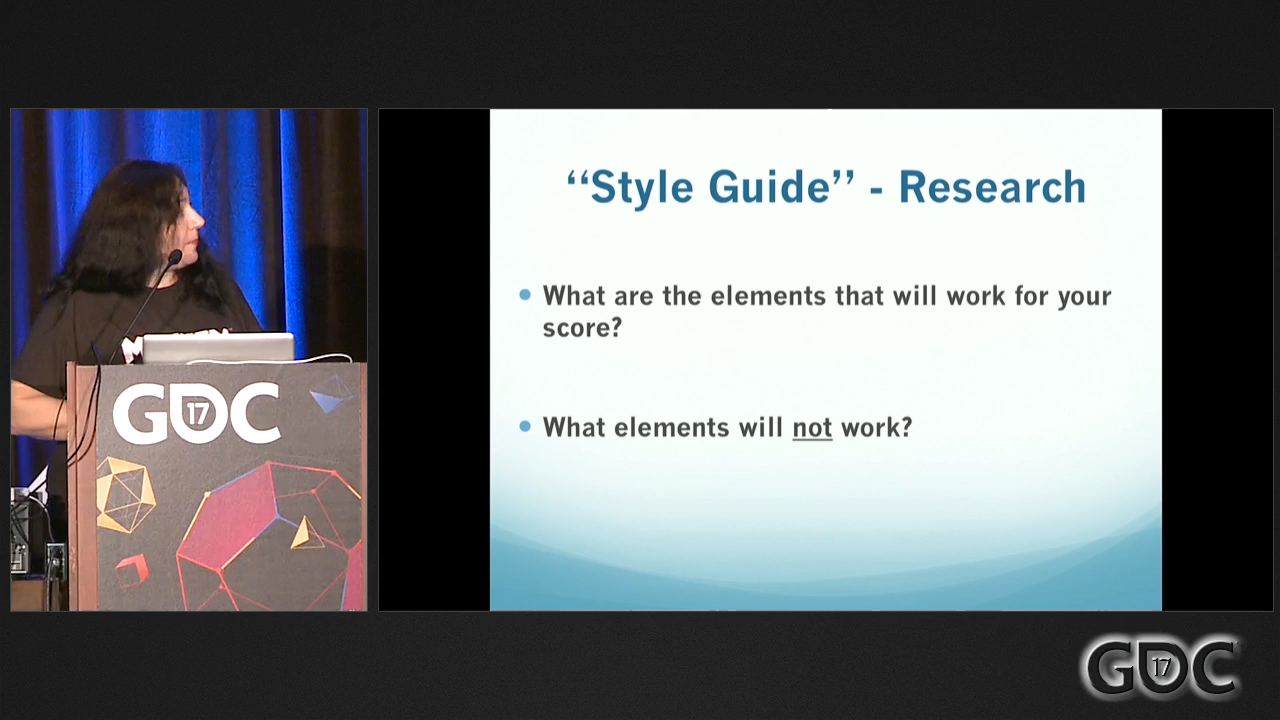 “Style Guide” - Research
What are the elements that will work for your
score?
What elements will not work?
GDC
17
GDC
17